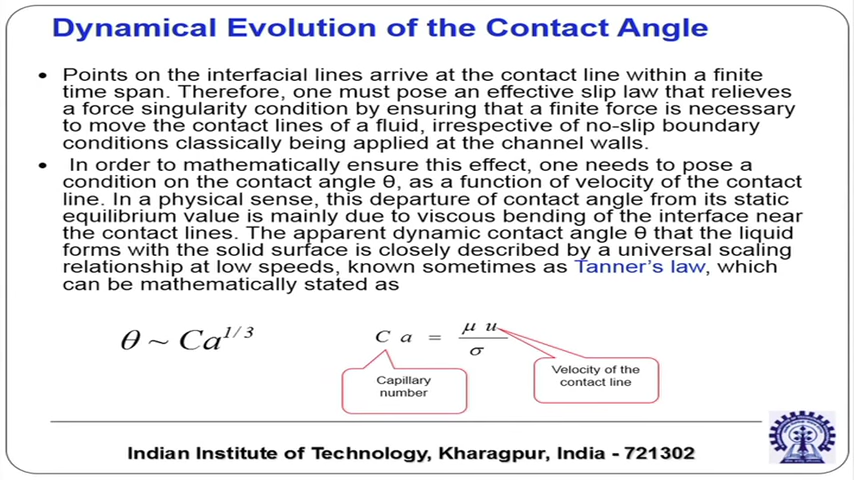 Dynamical Evolution of the Contact Angle
• Points on the interfacial lines arrive at the contact line within a finite
time span. Therefore, one must pose an effective slip law that relieves
a force singularity condition by ensuring that a finite force is necessary
to move the contact lines of a fluid, irrespective of no-slip boundary
conditions classically being applied at the channel walls.
• In order to mathematically ensure this effect, one needs to pose a
condition on the contact angle θ, as a function of velocity of the contact
line. In a physical sense, this departure of contact angle from its static
equilibrium value is mainly due to viscous bending of the interface near
the contact lines. The apparent dynamic contact angle θ that the liquid
forms with the solid surface is closely described by a universal scaling
relationship at low speeds, known sometimes as Tanner's law, which
can be mathematically stated as
θ ~ Ca^{1/3}
Ca = μ u / σ
Capillary
number
Velocity of the
contact line
Indian Institute of Technology, Kharagpur, India - 721302